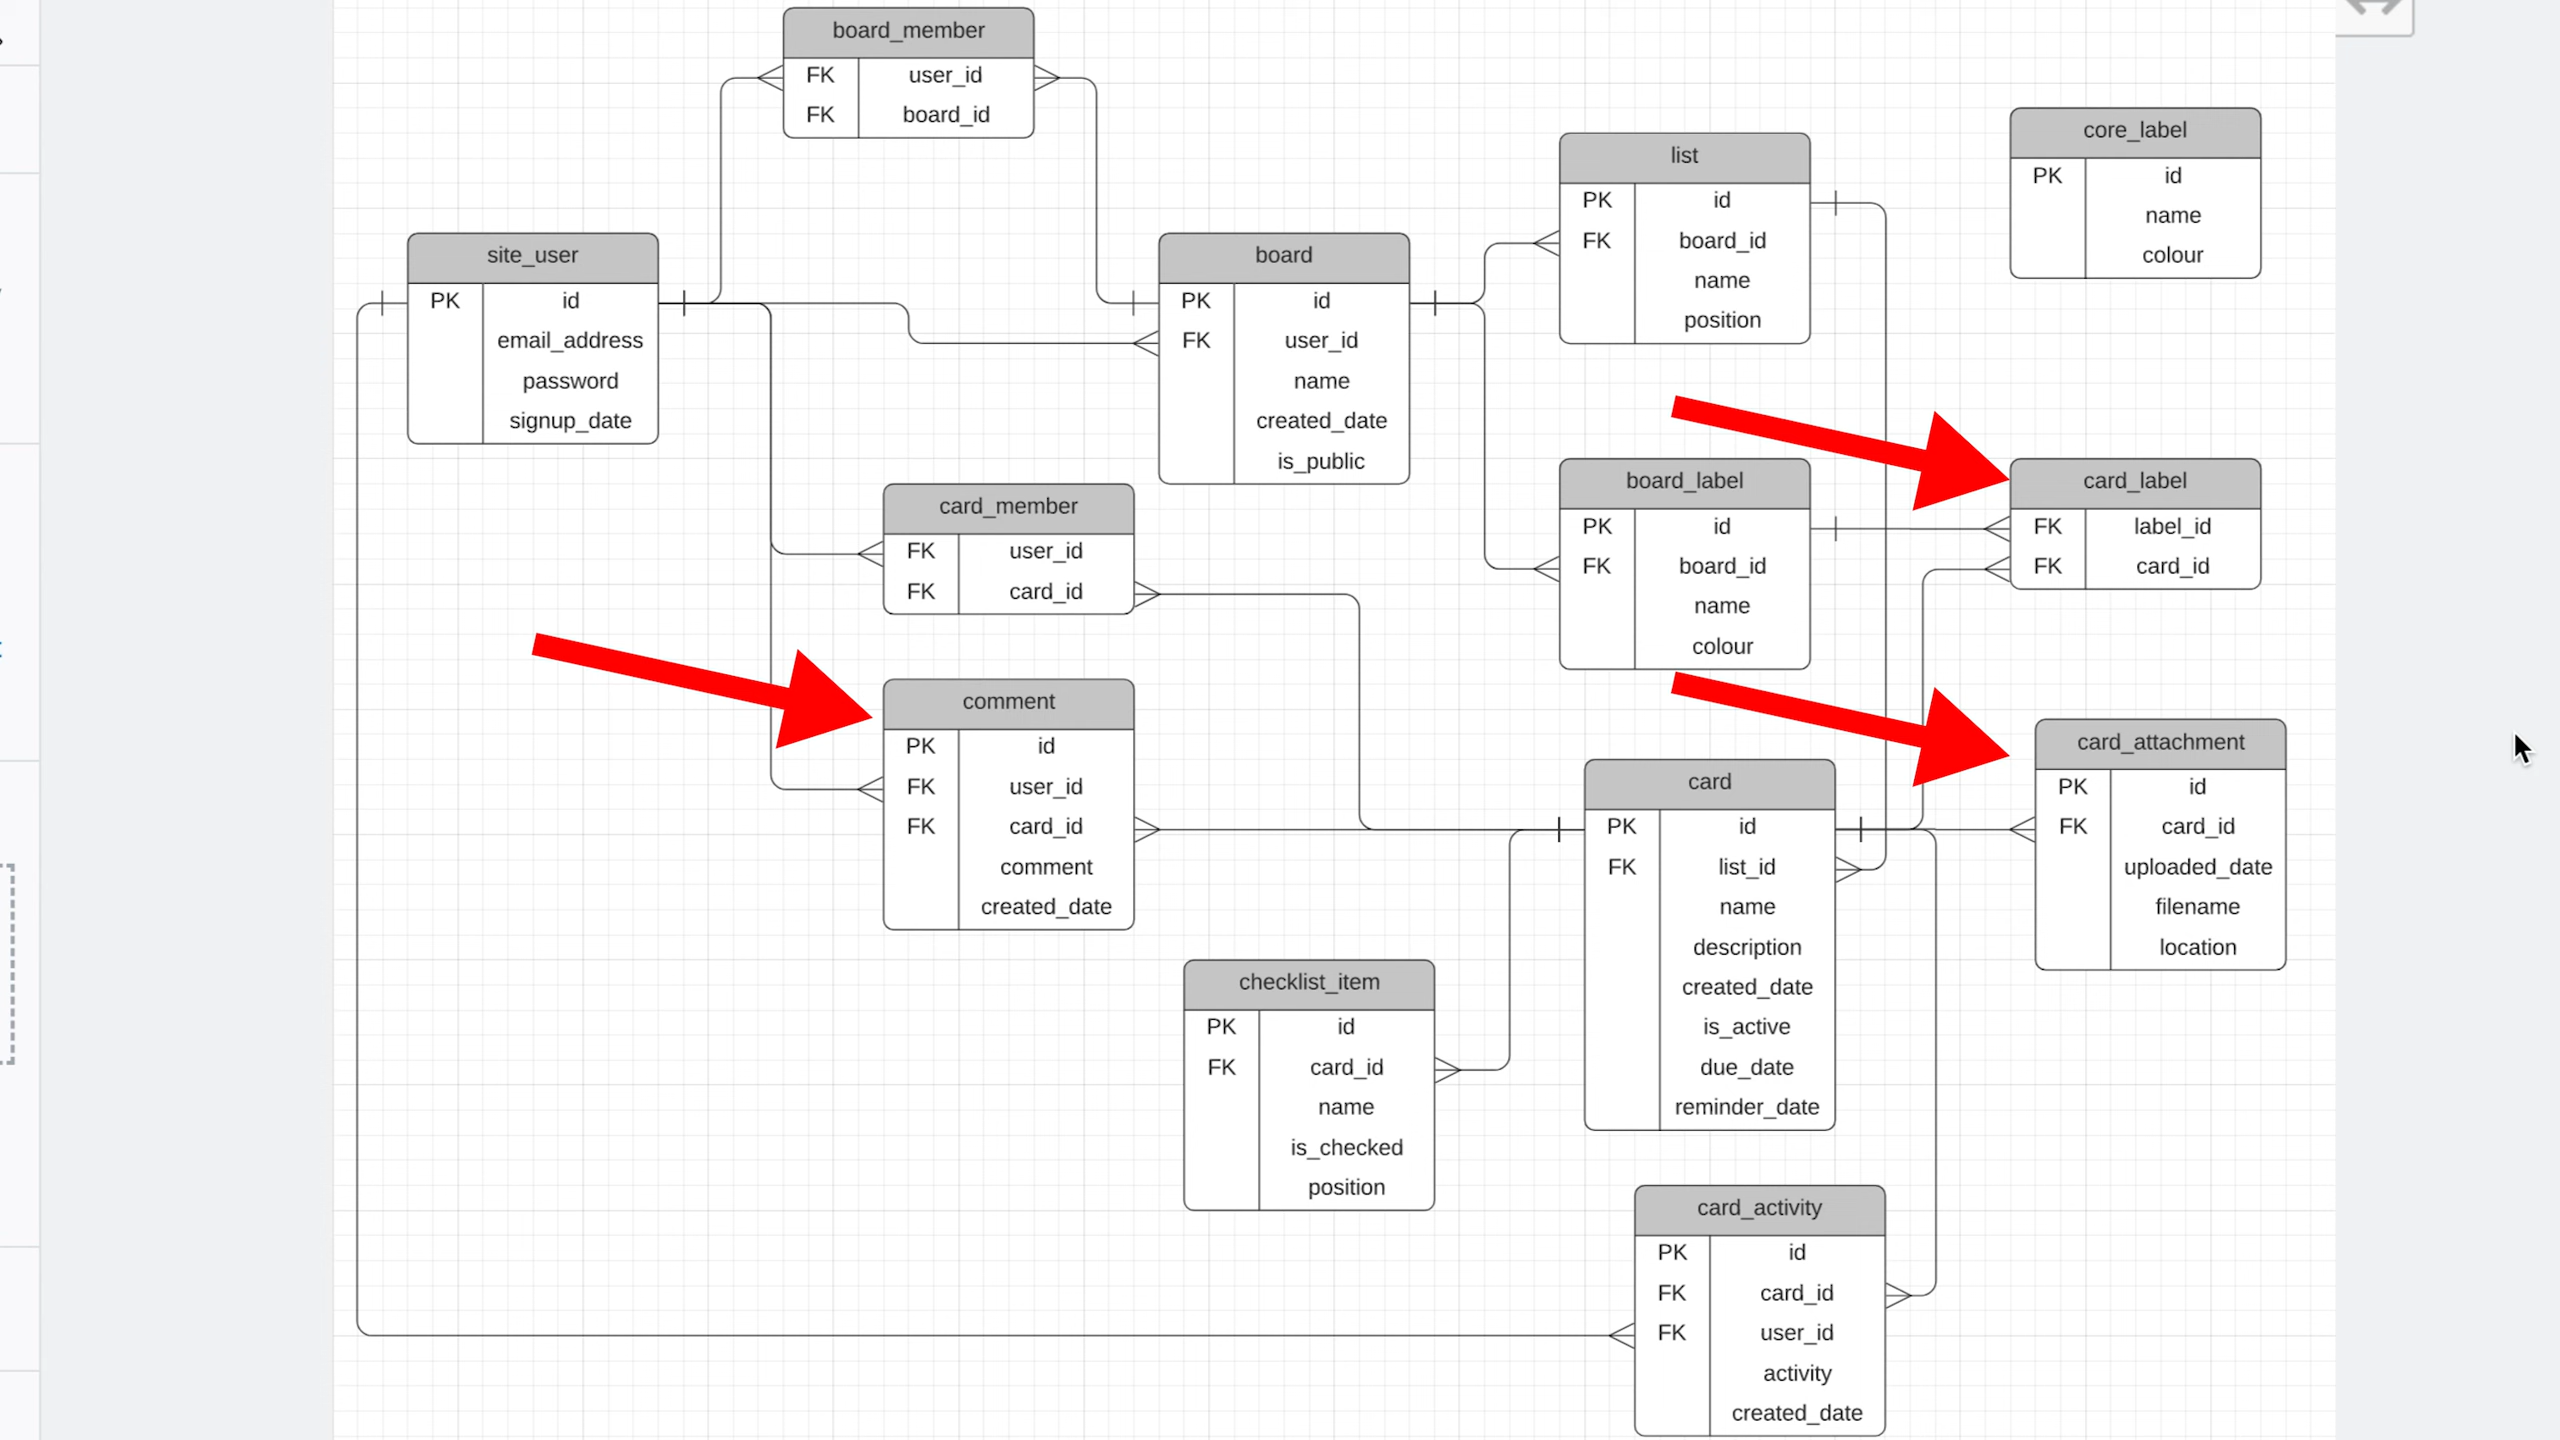 board_member
FK user_id
FK board_id
core_label
PK id
name
colour
list
PK id
FK board_id
name
position
site_user
PK id
email_address
password
signup_date
board
PK id
FK user_id
name
created_date
is_public
card_member
FK user_id
FK card_id
board_label
PK id
FK board_id
name
colour
card_label
FK label_id
FK card_id
comment
PK id
FK user_id
FK card_id
comment
created_date
card
PK id
FK list_id
name
description
created_date
is_active
due_date
reminder_date
card_attachment
PK id
FK card_id
uploaded_date
filename
location
checklist_item
PK id
FK card_id
name
is_checked
position
card_activity
PK id
FK card_id
FK user_id
activity
created_date